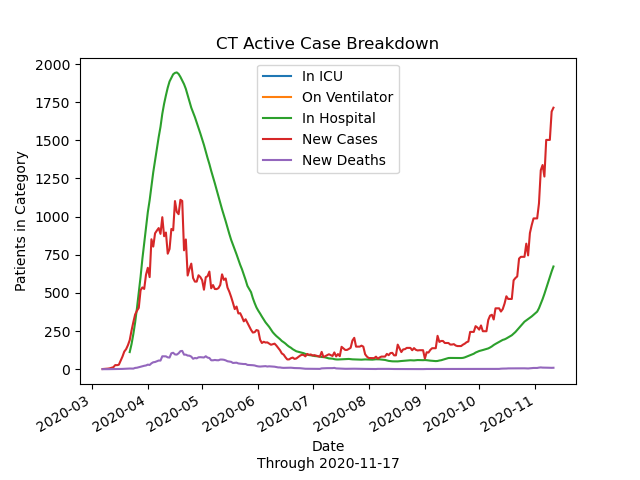 CT Active Case Breakdown
In ICU
On Ventilator
In Hospital
New Cases
New Deaths
Patients in Category
2000
1750
1500
1250
1000
750
500
250
0
2020-03
2020-04
2020-05
2020-06
2020-07
2020-08
2020-09
2020-10
2020-11
Date
Through 2020-11-17